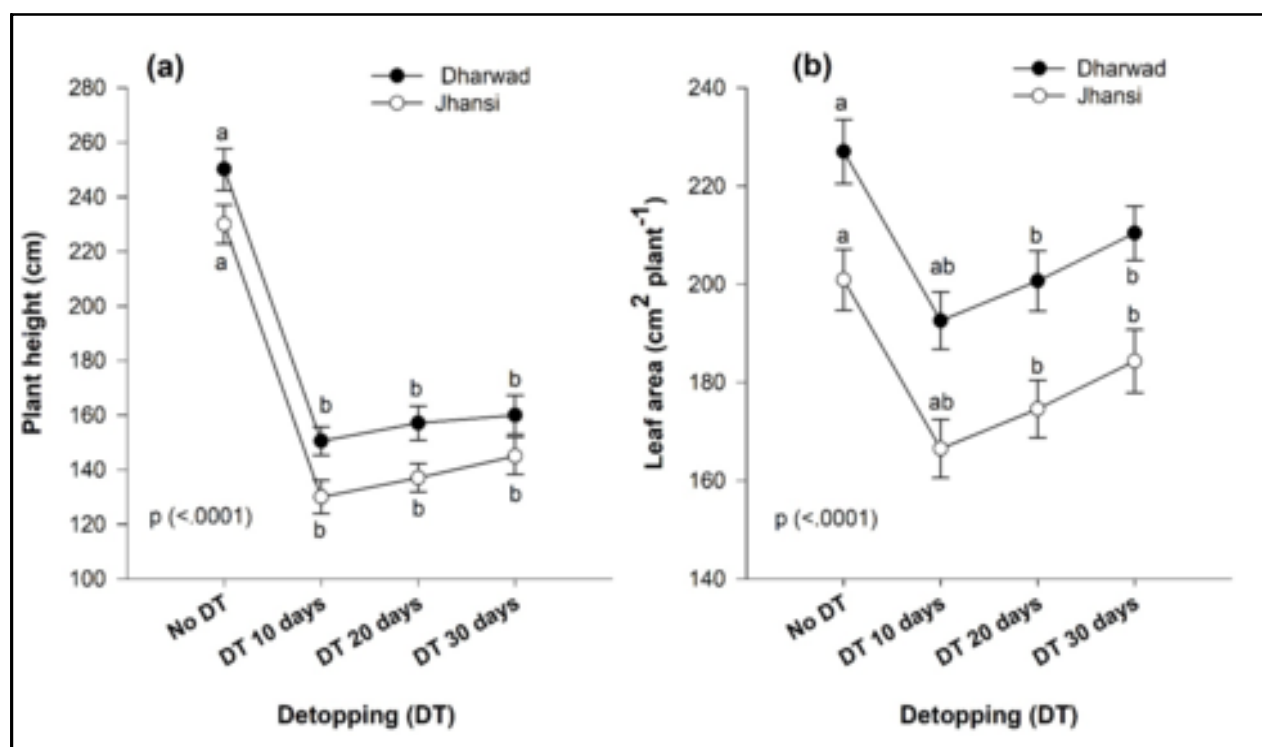 (a)
Dharwad
Jhansi
280
260
240
220
200
180
160
140
120
100
Plant height (cm)
a
a
b
b
b
b
b
b
p (<.0001)
No DT
DT 10 days
DT 20 days
DT 30 days
Detopping (DT)
(b)
Dharwad
Jhansi
240
220
200
180
160
140
Leaf area (cm² plant⁻¹)
a
a
ab
b
b
b
ab
b
p (<.0001)
No DT
DT 10 days
DT 20 days
DT 30 days
Detopping (DT)